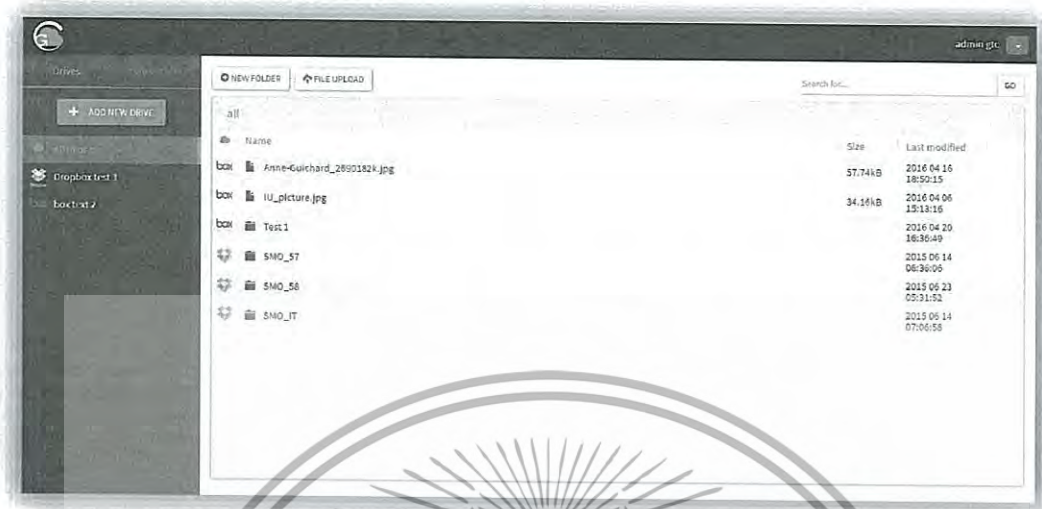 G
admin gtc
Drives
+ ADD NEW DRIVE
Dropbox test 1
box test 2
NEW FOLDER FILE UPLOAD
Search for... GO
all
Name Size Last modified
box Anne-Guichard_2690182k.jpg 57.74kB 2016 04 16
18:50:15
box IU_picture.jpg 34.16kB 2016 04 06
15:13:16
box Test 1 2016 04 20
16:36:49
SMO_57 2015 06 14
06:36:06
SMO_58 2015 06 23
05:31:52
SMO_IT 2015 06 14
07:06:58